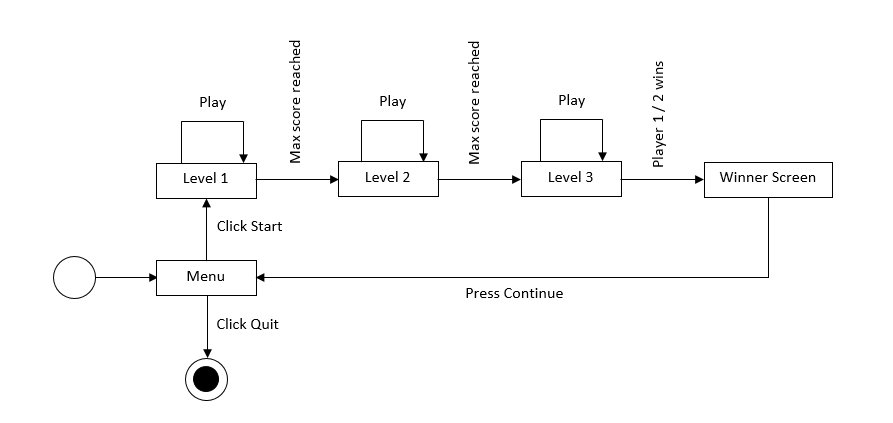 Max score reached
Max score reached
Player 1 / 2 wins
Play
Play
Play
Level 1
Level 2
Level 3
Winner Screen
Click Start
Menu
Press Continue
Click Quit